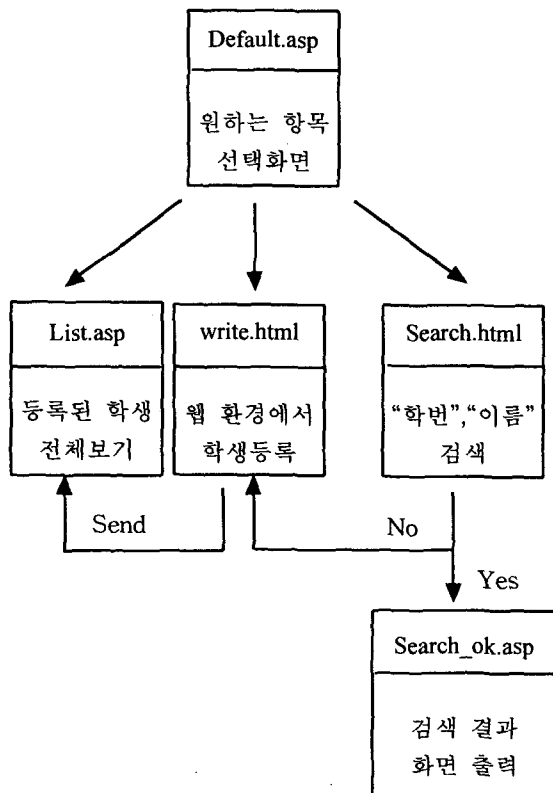 Default.asp
원하는 항목
선택화면
List.asp
등록된 학생
전체보기
write.html
웹 환경에서
학생등록
Search.html
“학번”,“이름”
검색
Send
No
Yes
Search_ok.asp
검색 결과
화면 출력